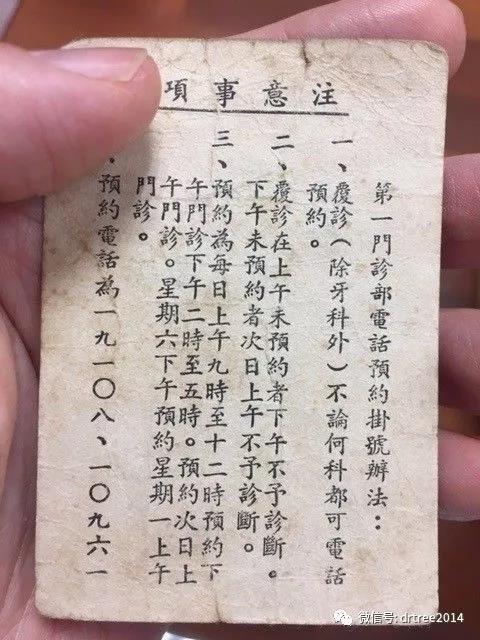 注意事項
第一門診部電話預約掛號辦法：
一、覆診（除牙科外）不論何科都可電話
預約。
二、覆診在上午未預約者下午不予診斷。
下午未預約者次日上午不予診斷。
三、預約為每日上午九時至十二時預約下
午門診下午二時至五時。預約次日上
午門診。星期六下午預約星期一上午
門診。
、預約電話為一九一〇八、一〇九六一
微信号: drtree2014